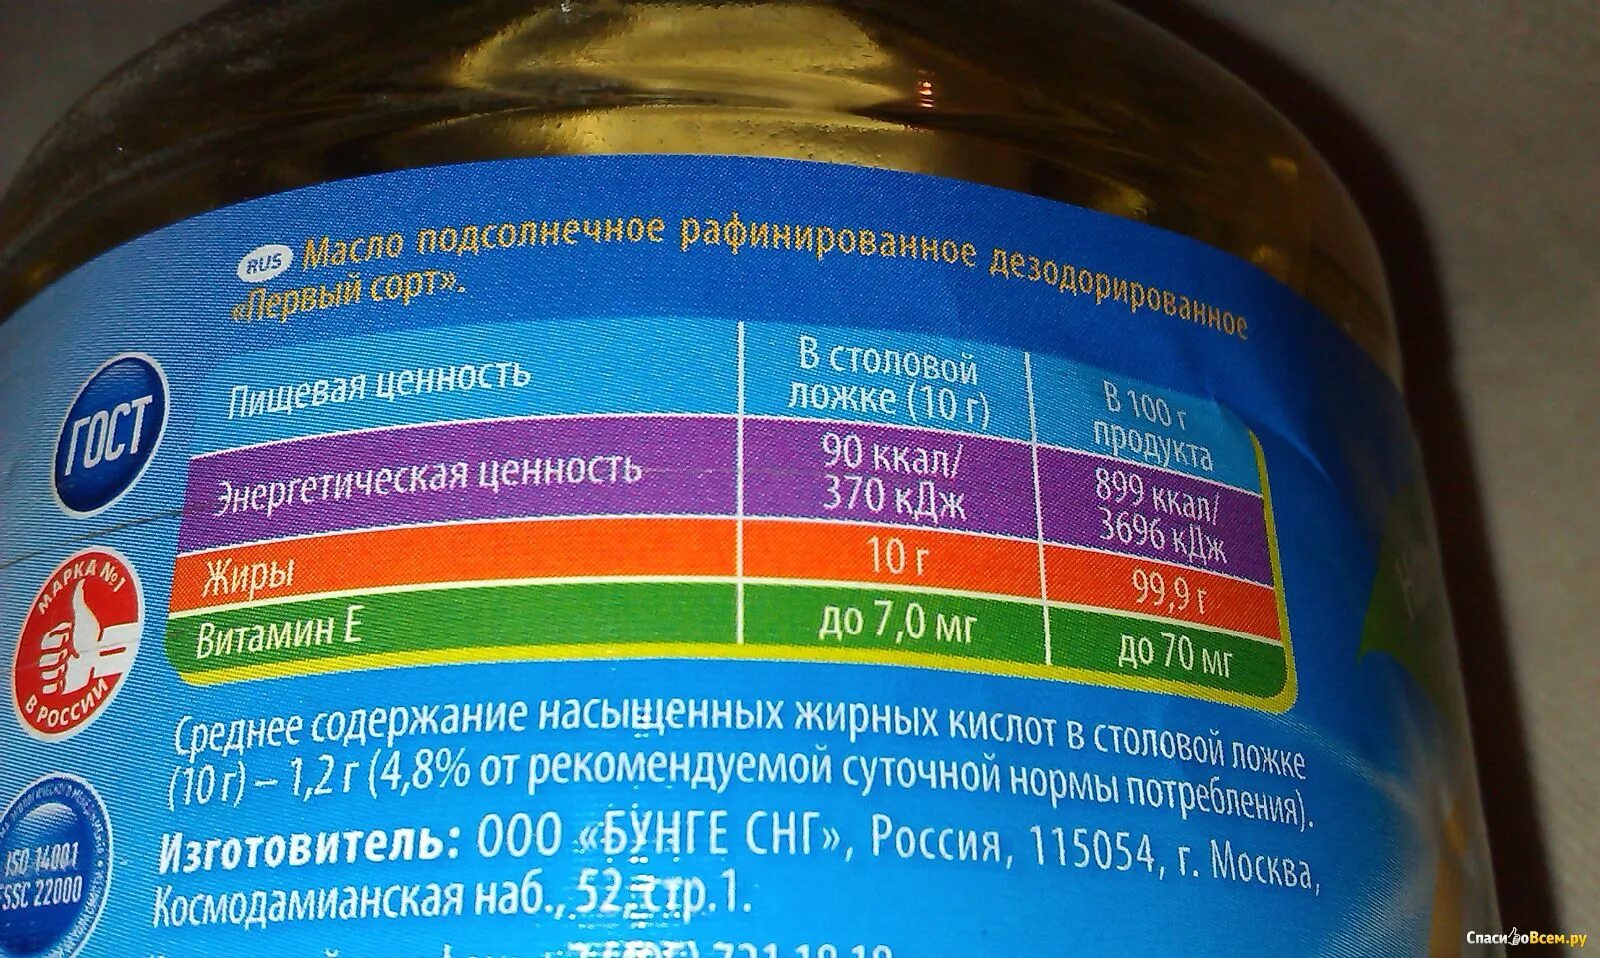 RUS Масло подсолнечное рафинированное дезодорированное
«Первый сорт».
Пищевая ценность
В столовой
ложке (10 г)
В 100 г
продукта
Энергетическая ценность
90 ккал/
370 кДж
899 ккал/
3696 кДж
Жиры
10 г
99,9 г
Витамин Е
до 7,0 мг
до 70 мг
ГОСТ
МАРКА №1
В РОССИИ
Среднее содержание насыщенных жирных кислот в столовой ложке
(10 г) – 1,2 г (4,8% от рекомендуемой суточной нормы потребления).
Изготовитель: ООО «БУНГЕ СНГ», Россия, 115054, г. Москва,
Космодамианская наб., 52, стр.1.
ISO 14001
FSSC 22000
721 18 18
СпасибоВсем.ру